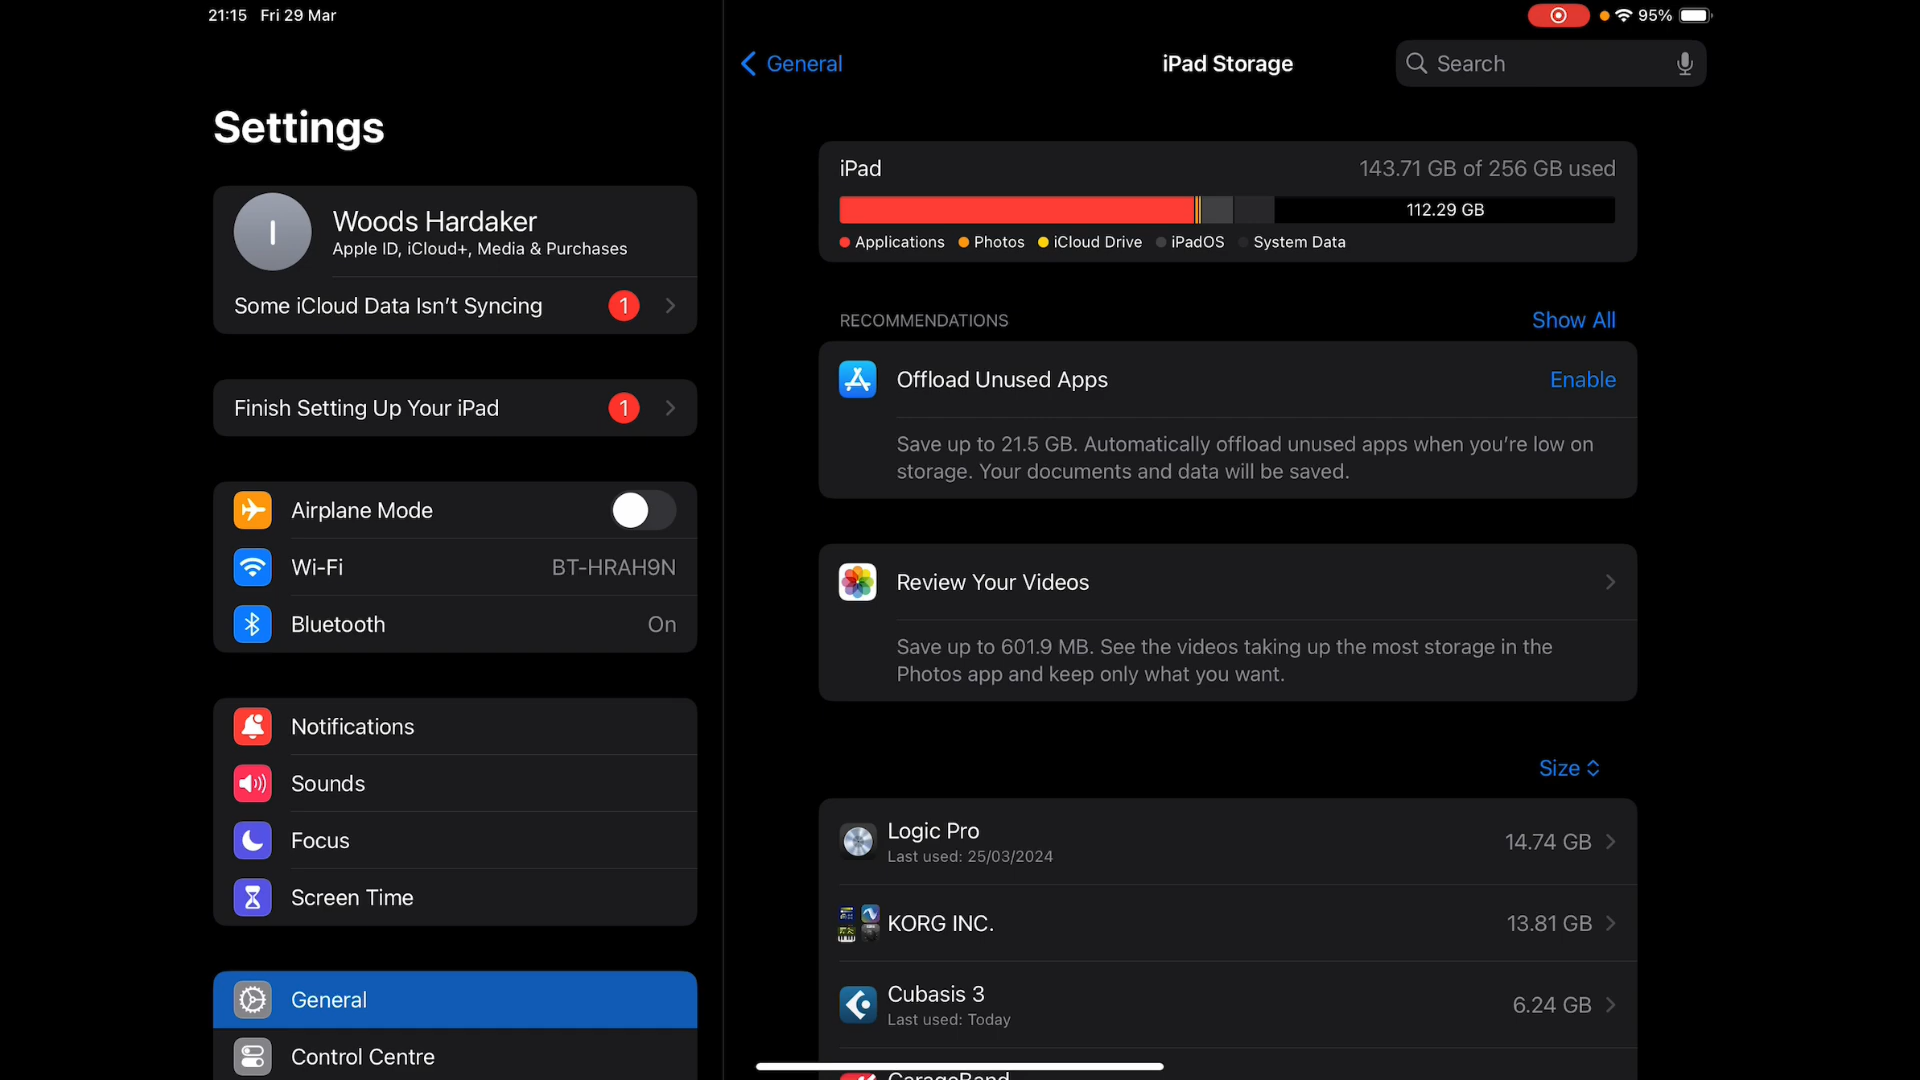 21:15 Fri 29 Mar
95%
Settings
I
Woods Hardaker
Apple ID, iCloud+, Media & Purchases
Some iCloud Data Isn’t Syncing 1
Finish Setting Up Your iPad 1
Airplane Mode
Wi-Fi BT-HRAH9N
Bluetooth On
Notifications
Sounds
Focus
Screen Time
General
Control Centre
General
iPad Storage
Search
iPad 143.71 GB of 256 GB used
112.29 GB
Applications Photos iCloud Drive iPadOS System Data
RECOMMENDATIONS Show All
Offload Unused Apps Enable
Save up to 21.5 GB. Automatically offload unused apps when you’re low on
storage. Your documents and data will be saved.
Review Your Videos
Save up to 601.9 MB. See the videos taking up the most storage in the
Photos app and keep only what you want.
Size
Logic Pro 14.74 GB
Last used: 25/03/2024
KORG INC. 13.81 GB
Cubasis 3 6.24 GB
Last used: Today
GarageBand